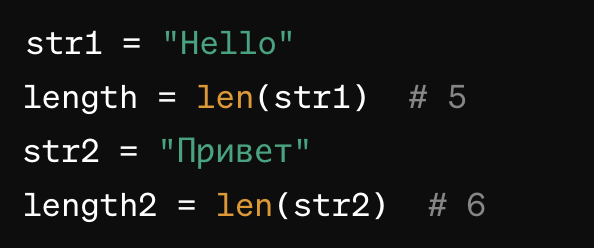 str1 = "Hello"
length = len(str1)  # 5
str2 = "Привет"
length2 = len(str2)  # 6